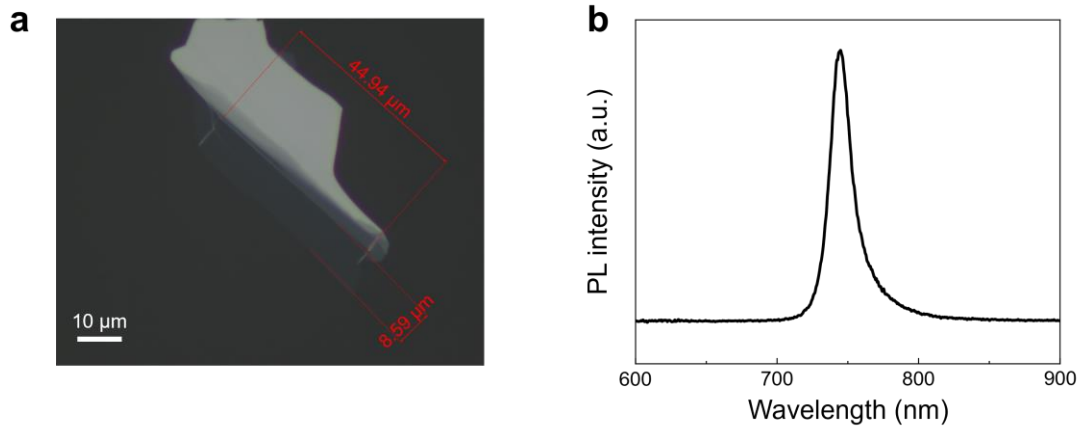 a
44.94 µm
8.59 µm
10 µm
b
PL intensity (a.u.)
600
700
800
900
Wavelength (nm)